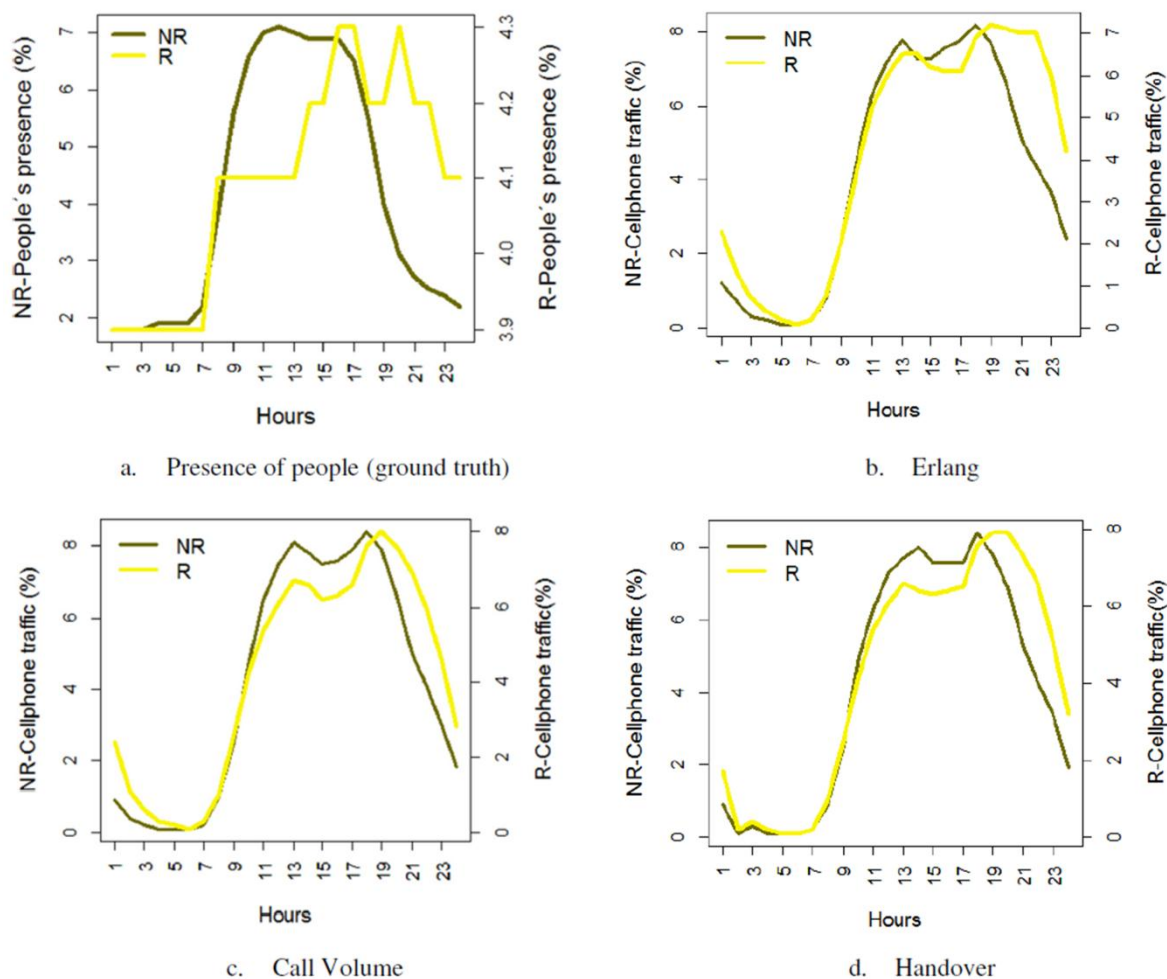 NR
R
NR-People´s presence (%)
2 3 4 5 6 7
R-People´s presence (%)
3.9 4.0 4.1 4.2 4.3
1 3 5 7 9 11 13 15 17 19 21 23
Hours
a. Presence of people (ground truth)
NR
R
NR-Cellphone traffic (%)
0 2 4 6 8
R-Cellphone traffic(%)
0 1 2 3 4 5 6 7
1 3 5 7 9 11 13 15 17 19 21 23
Hours
b. Erlang
NR
R
NR-Cellphone traffic (%)
0 2 4 6 8
R-Cellphone traffic(%)
0 2 4 6 8
1 3 5 7 9 11 13 15 17 19 21 23
Hours
c. Call Volume
NR
R
NR-Cellphone traffic (%)
0 2 4 6 8
R-Cellphone traffic(%)
0 2 4 6 8
1 3 5 7 9 11 13 15 17 19 21 23
Hours
d. Handover